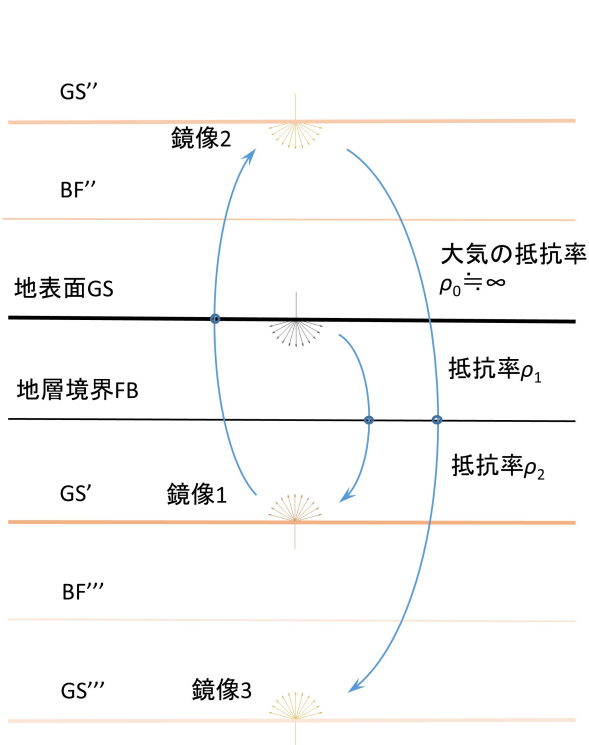 GS’’
鏡像2
BF’’
大気の抵抗率
ρ0≒∞
地表面GS
抵抗率ρ1
地層境界FB
抵抗率ρ2
GS’
鏡像1
BF’’’
GS’’’
鏡像3